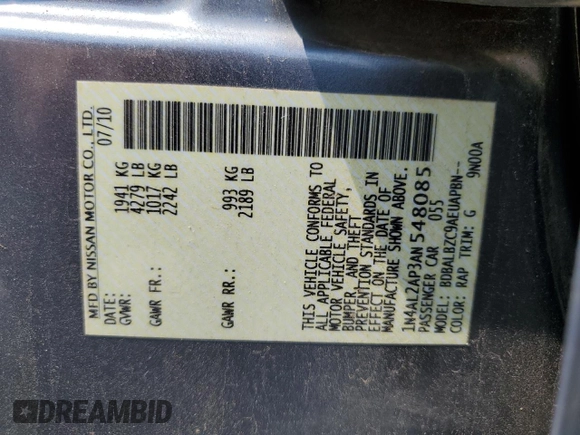 MFD BY NISSAN MOTOR CO., LTD.
DATE: 07/10
GVWR: 1941 KG
4279 LB
GAWR FR.: 1017 KG
2242 LB
GAWR RR.: 993 KG
2189 LB
THIS VEHICLE CONFORMS TO
ALL APPLICABLE FEDERAL
MOTOR VEHICLE SAFETY,
BUMPER, AND THEFT
PREVENTION STANDARDS IN
EFFECT ON THE DATE OF
MANUFACTURE SHOWN ABOVE.
1N4AL2AP3AN548085
PASSENGER CAR 055
MODEL: BDBALBZC9AEUAPBN--
COLOR: RAP TRIM: G 9N00A
DREAMBID